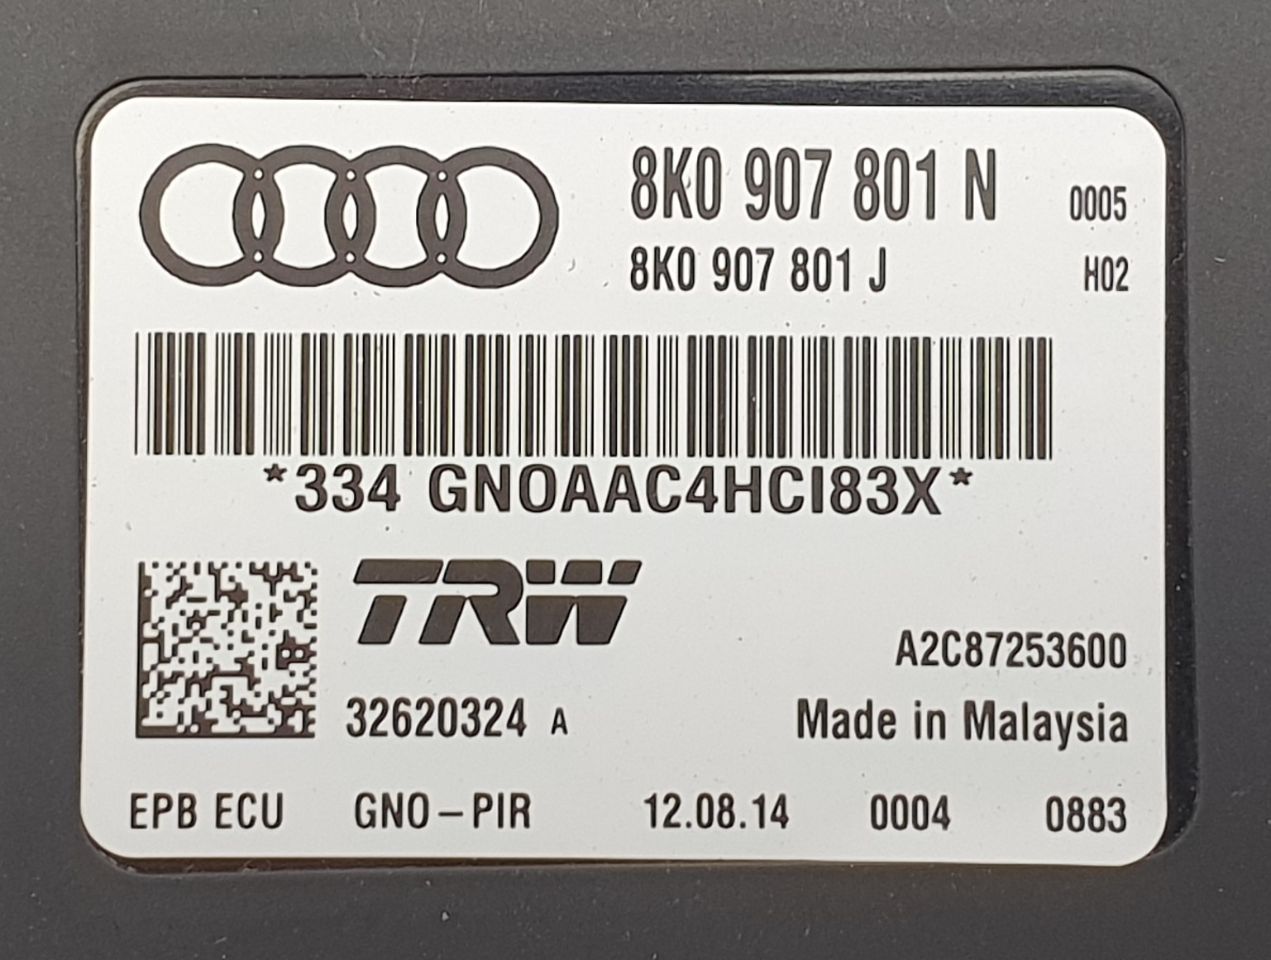 8K0 907 801 N 0005
8K0 907 801 J H02
*334 GNOAAC4HCI83X*
TRW
A2C87253600
32620324 A Made in Malaysia
EPB ECU GNO-PIR 12.08.14 0004 0883